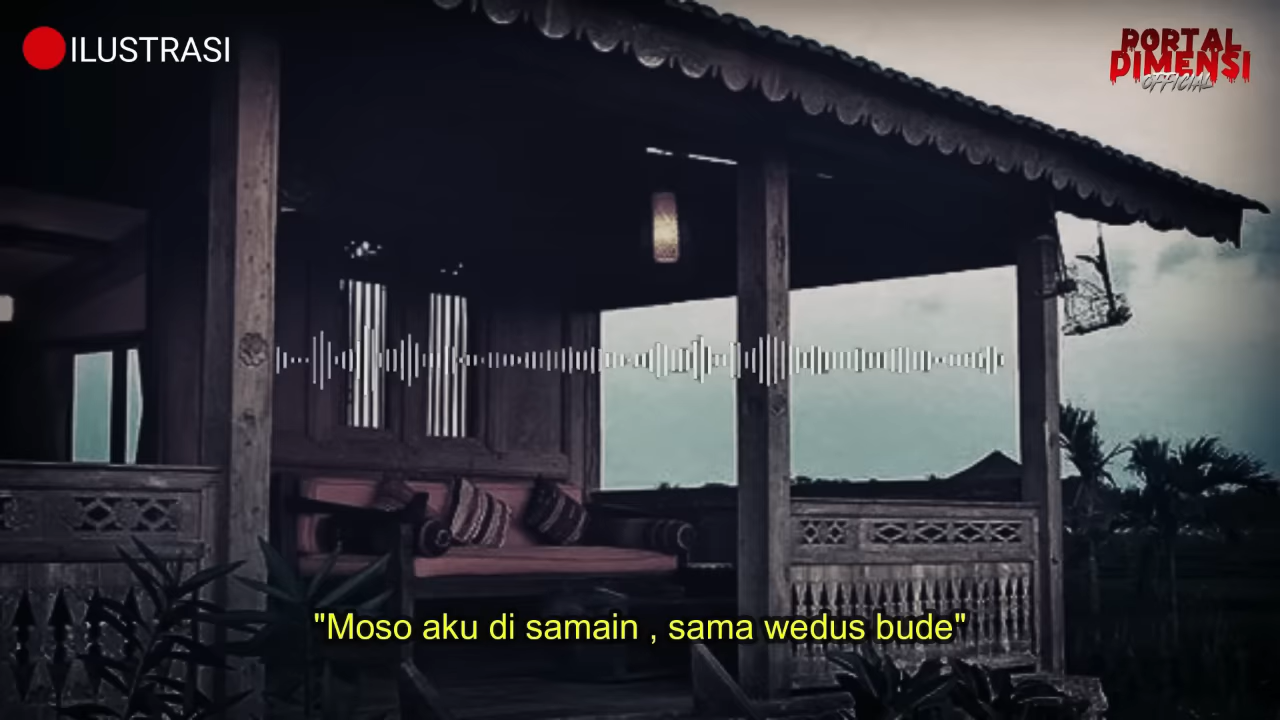 ILUSTRASI
PORTAL
DIMENSI
OFFICIAL
"Moso aku di samain , sama wedus bude"